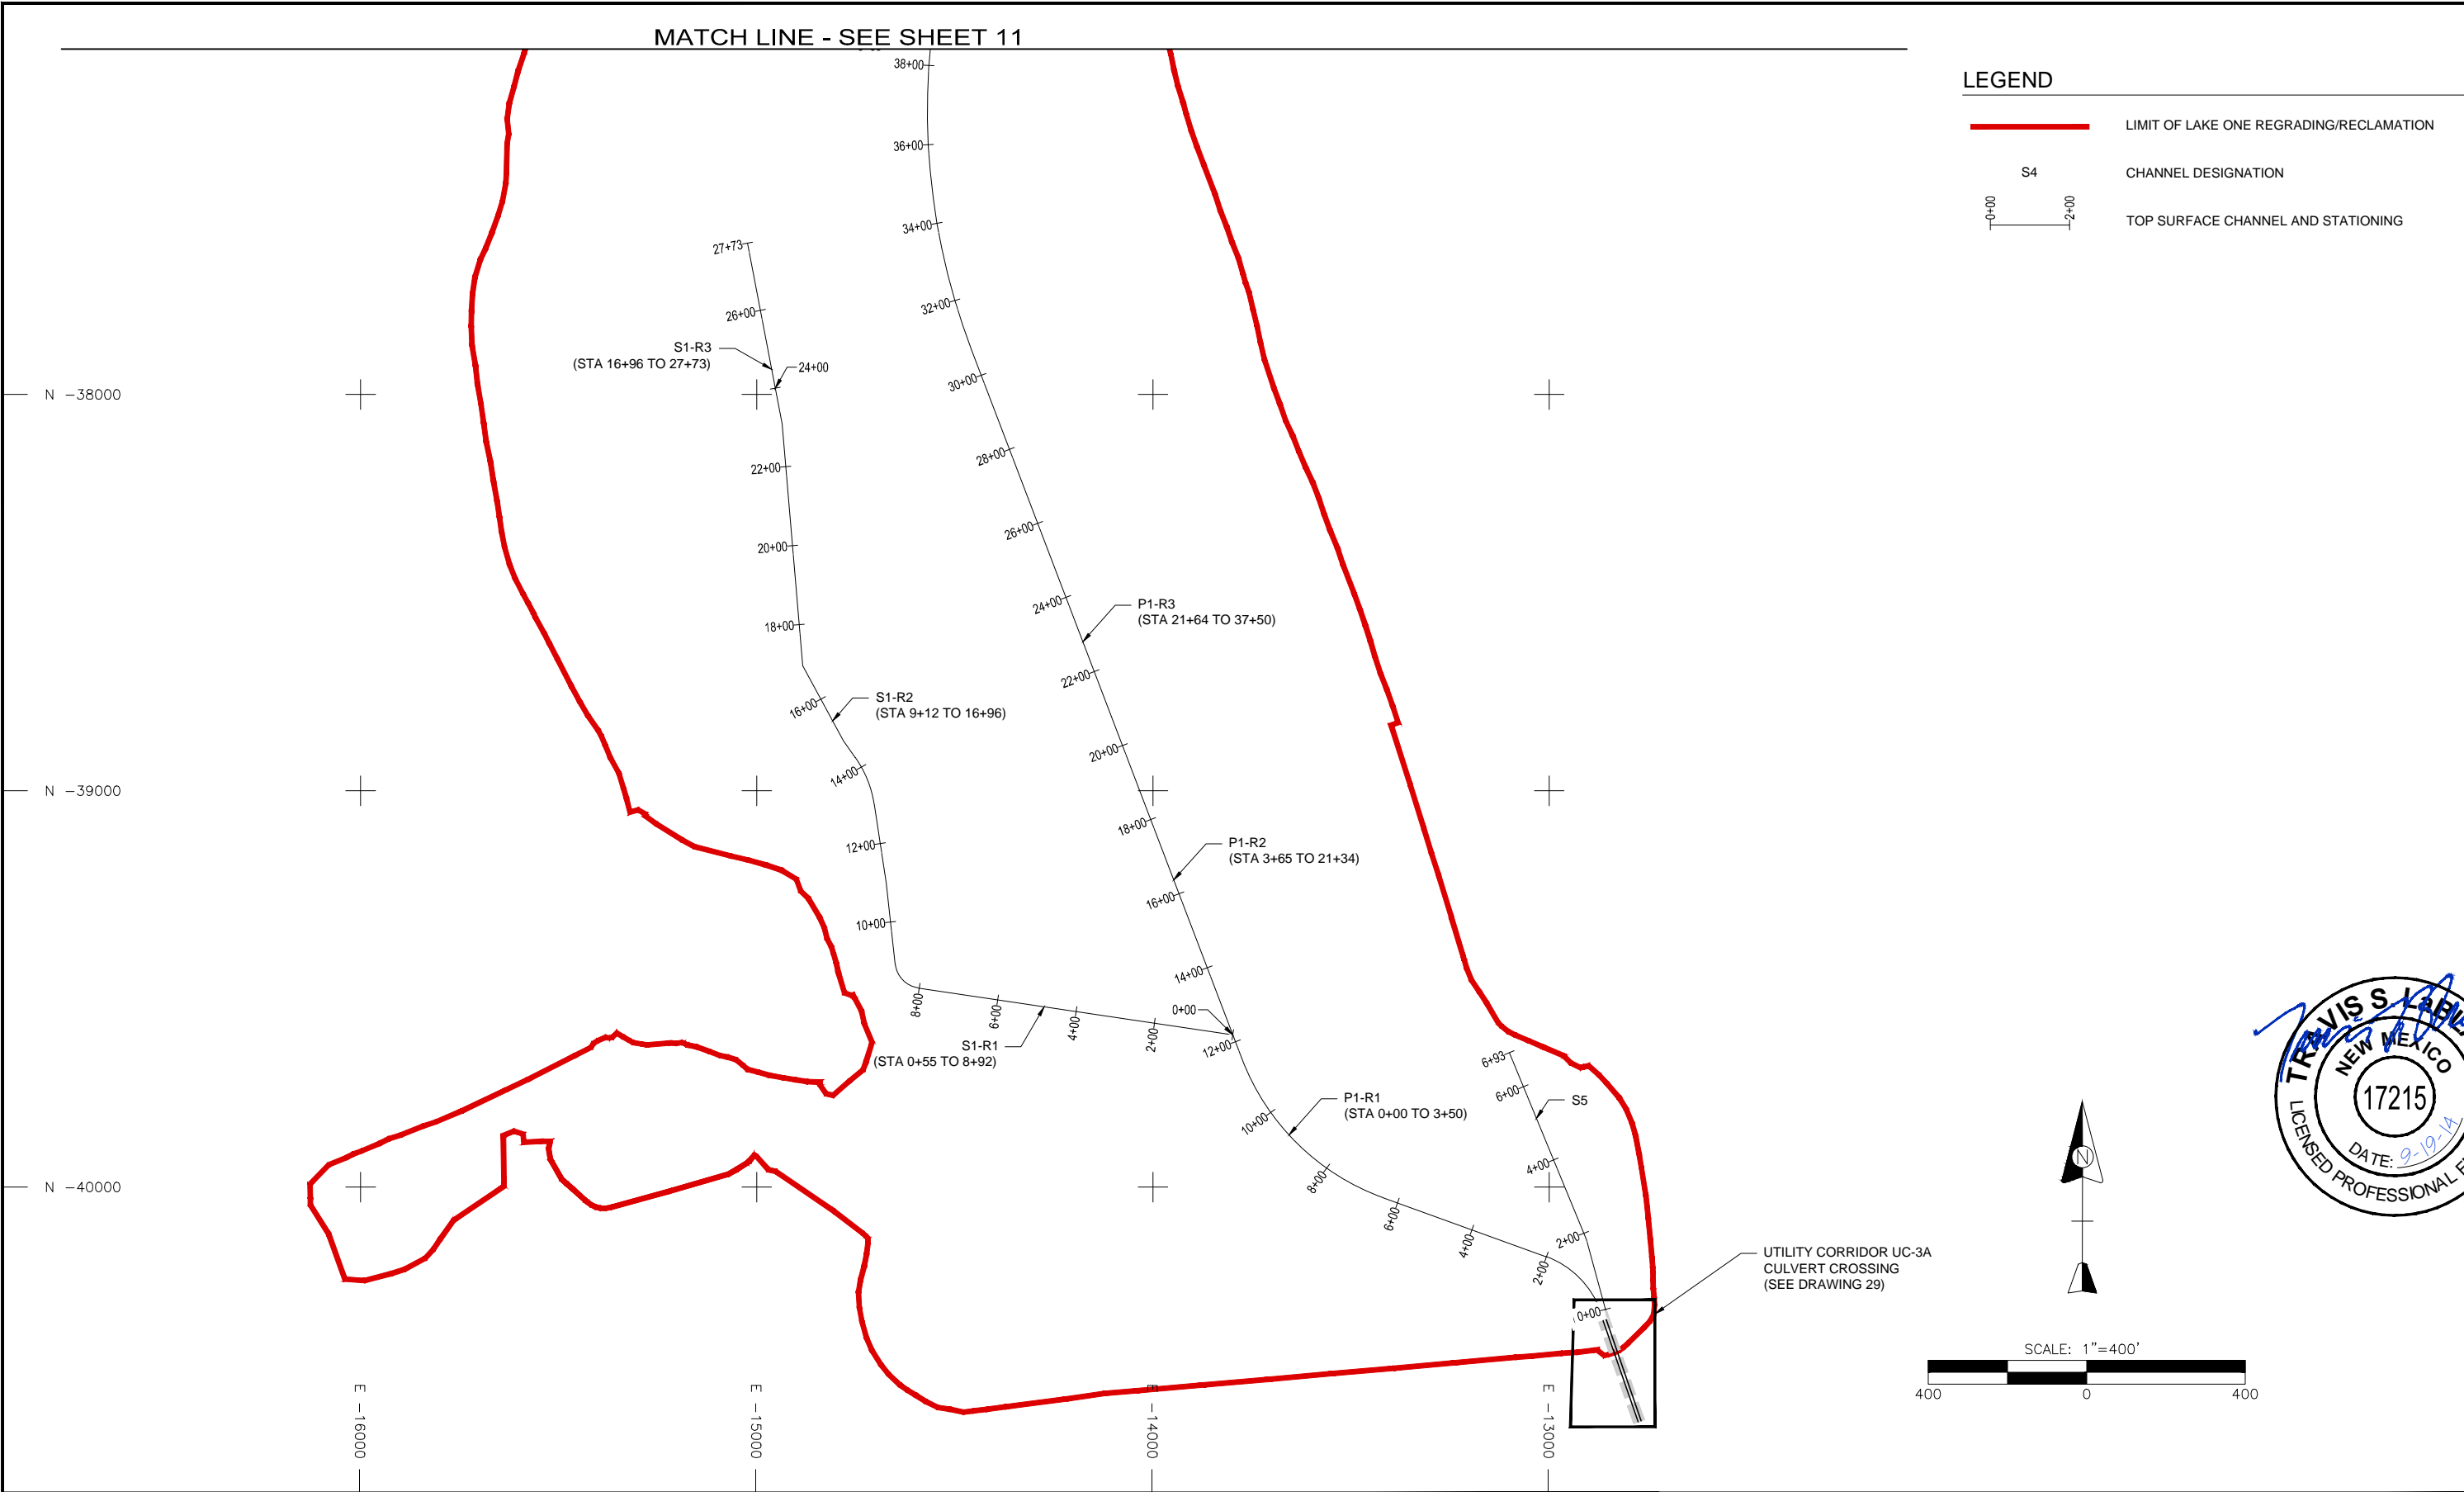 MATCH LINE - SEE SHEET 11
LEGEND
LIMIT OF LAKE ONE REGRADING/RECLAMATION
S4
CHANNEL DESIGNATION
0+00
2+00
TOP SURFACE CHANNEL AND STATIONING
38+00
36+00
34+00
32+00
30+00
28+00
26+00
24+00
22+00
20+00
18+00
16+00
14+00
12+00
10+00
8+00
6+00
4+00
2+00
0+00
27+73
26+00
24+00
22+00
20+00
18+00
16+00
14+00
12+00
10+00
8+00
6+00
4+00
2+00
0+00
6+93
6+00
4+00
2+00
S1-R3
(STA 16+96 TO 27+73)
S1-R2
(STA 9+12 TO 16+96)
S1-R1
(STA 0+55 TO 8+92)
P1-R3
(STA 21+64 TO 37+50)
P1-R2
(STA 3+65 TO 21+34)
P1-R1
(STA 0+00 TO 3+50)
S5
UTILITY CORRIDOR UC-3A
CULVERT CROSSING
(SEE DRAWING 29)
N -38000
N -39000
N -40000
E -16000
E -15000
E -14000
E -13000
N
SCALE: 1"=400'
400
0
400
TRAVIS S.
NEW MEXICO
17215
DATE: 9-19-14
LICENSED PROFESSIONAL